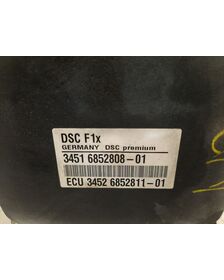 DSC F1x
GERMANY DSC premium
3451 6852808-01
ECU 3452 6852811-01